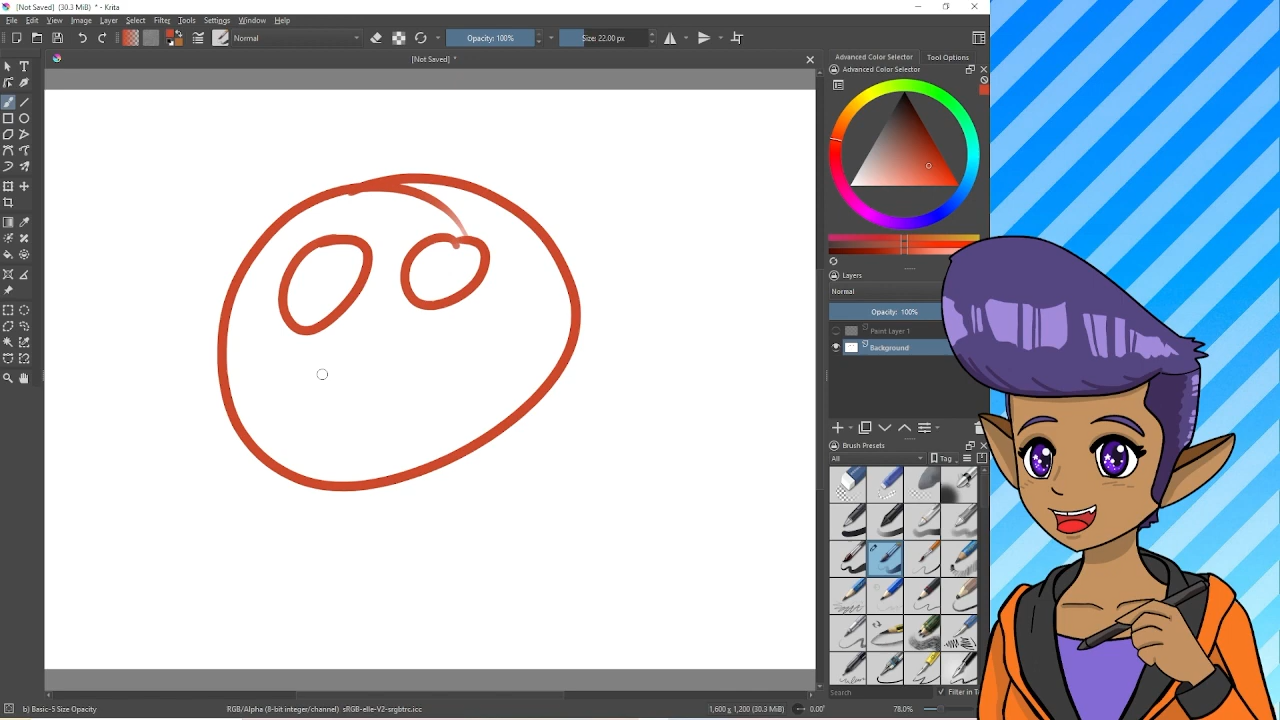 [Not Saved] (30.3 MiB) * - Krita
File Edit View Image Layer Select Filter Tools Settings Window Help
Normal
Opacity: 100%
Size: 22.00 px
[Not Saved] *
Advanced Color Selector
Tool Options
Advanced Color Selector
Layers
Normal
Opacity: 100%
Paint Layer 1
Background
Brush Presets
All
Tag
Search
Filter in T
b) Basic-5 Size Opacity
RGB/Alpha (8-bit integer/channel) sRGB-elle-V2-srgbtrc.icc
1,600 x 1,200 (30.3 MiB)
0.00°
78.0%